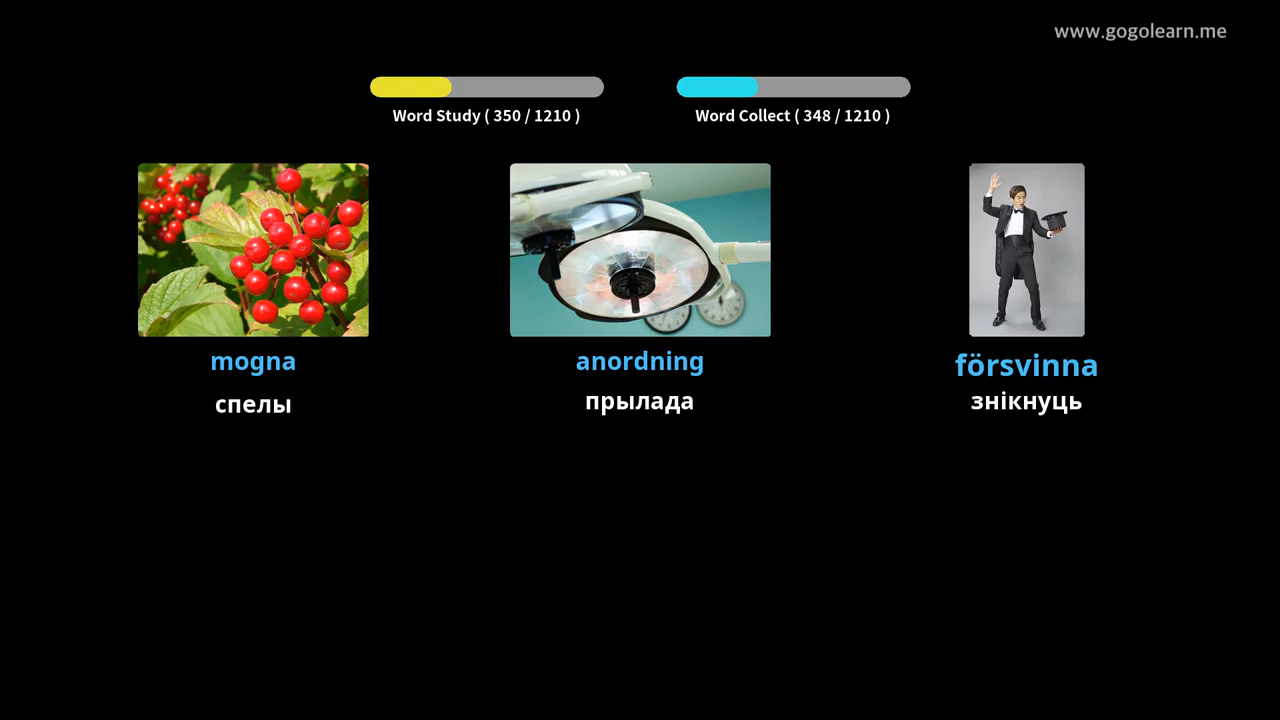 www.gogolearn.me
Word Study ( 350 / 1210 )
Word Collect ( 348 / 1210 )
mogna
anordning
försvinna
спелы
прылада
знікнуць